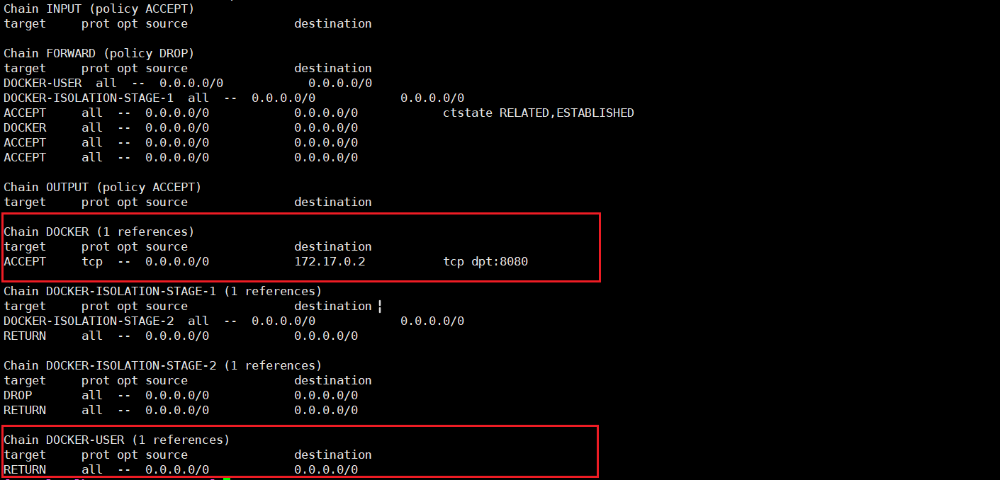 Chain INPUT (policy ACCEPT)
target     prot opt source               destination
Chain FORWARD (policy DROP)
target     prot opt source               destination
DOCKER-USER  all  --  0.0.0.0/0            0.0.0.0/0
DOCKER-ISOLATION-STAGE-1  all  --  0.0.0.0/0            0.0.0.0/0
ACCEPT     all  --  0.0.0.0/0            0.0.0.0/0            ctstate RELATED,ESTABLISHED
DOCKER     all  --  0.0.0.0/0            0.0.0.0/0
ACCEPT     all  --  0.0.0.0/0            0.0.0.0/0
ACCEPT     all  --  0.0.0.0/0            0.0.0.0/0
Chain OUTPUT (policy ACCEPT)
target     prot opt source               destination
Chain DOCKER (1 references)
target     prot opt source               destination
ACCEPT     tcp  --  0.0.0.0/0            172.17.0.2           tcp dpt:8080
Chain DOCKER-ISOLATION-STAGE-1 (1 references)
target     prot opt source               destination
DOCKER-ISOLATION-STAGE-2  all  --  0.0.0.0/0            0.0.0.0/0
RETURN     all  --  0.0.0.0/0            0.0.0.0/0
Chain DOCKER-ISOLATION-STAGE-2 (1 references)
target     prot opt source               destination
DROP       all  --  0.0.0.0/0            0.0.0.0/0
RETURN     all  --  0.0.0.0/0            0.0.0.0/0
Chain DOCKER-USER (1 references)
target     prot opt source               destination
RETURN     all  --  0.0.0.0/0            0.0.0.0/0